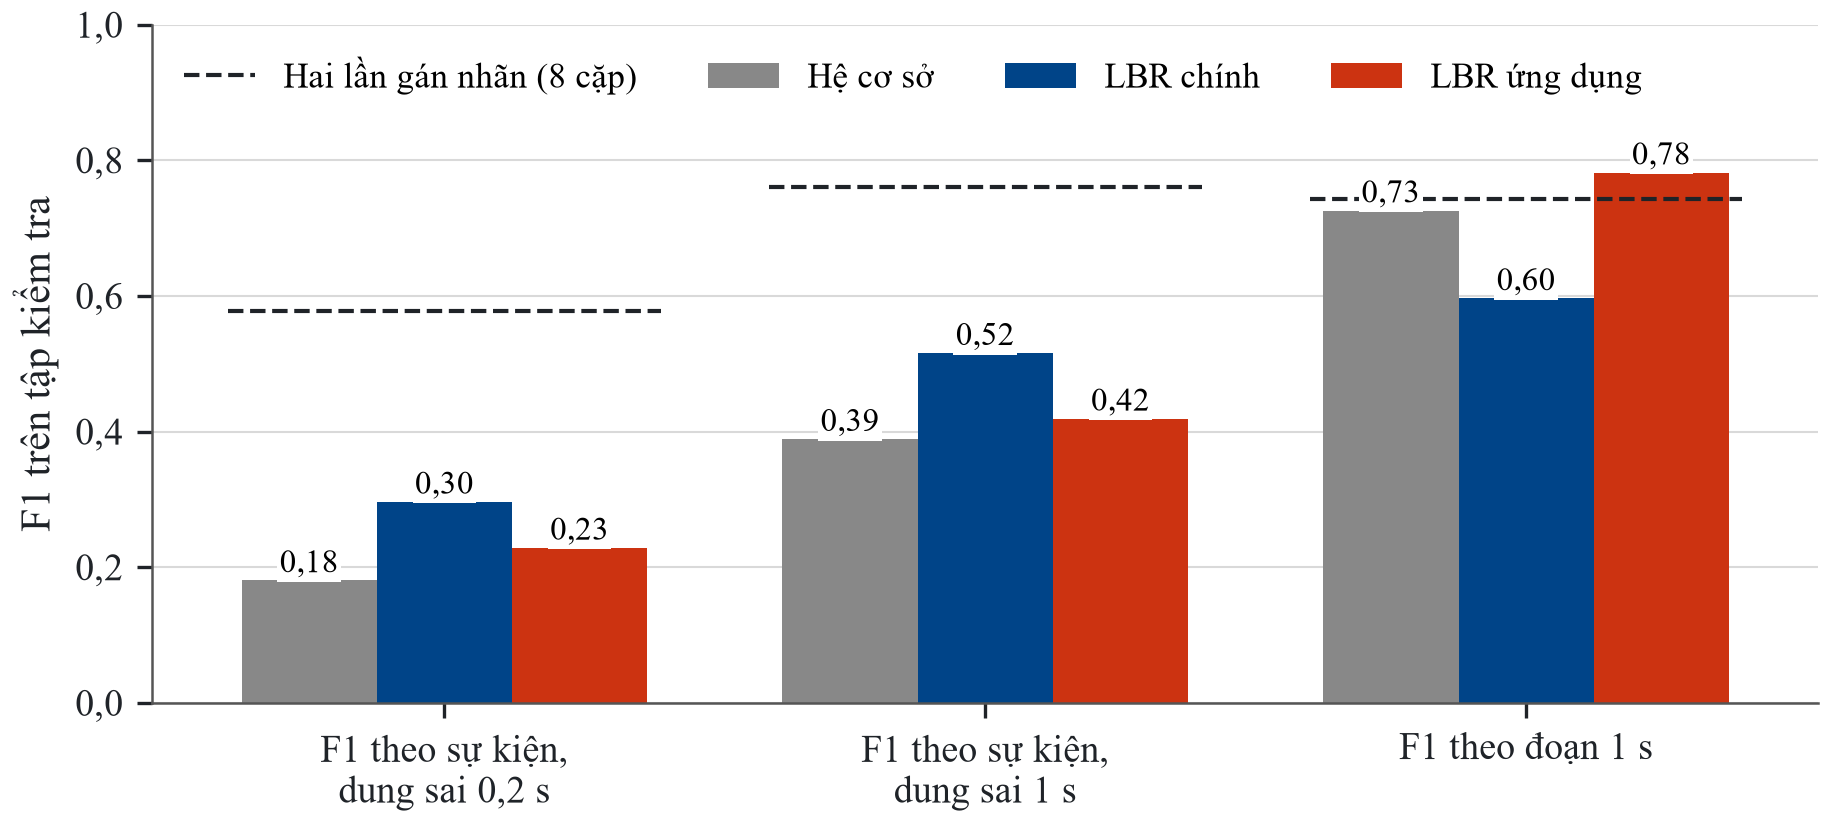 F1 trên tập kiểm tra
1,0
0,8
0,6
0,4
0,2
0,0
Hai lần gán nhãn (8 cặp)
Hệ cơ sở
LBR chính
LBR ứng dụng
0,18
0,30
0,23
0,39
0,52
0,42
0,73
0,60
0,78
F1 theo sự kiện,
dung sai 0,2 s
F1 theo sự kiện,
dung sai 1 s
F1 theo đoạn 1 s